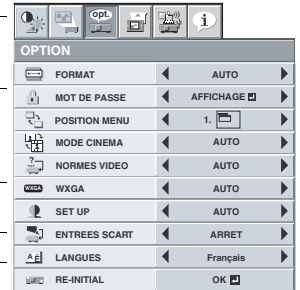 opt.
OPTION
FORMAT AUTO
MOT DE PASSE AFFICHAGE
POSITION MENU 1.
MODE CINEMA AUTO
NORMES VIDEO AUTO
WXGA WXGA AUTO
SET UP AUTO
ENTREES SCART ARRET
LANGUES Français
RE-INITIAL OK